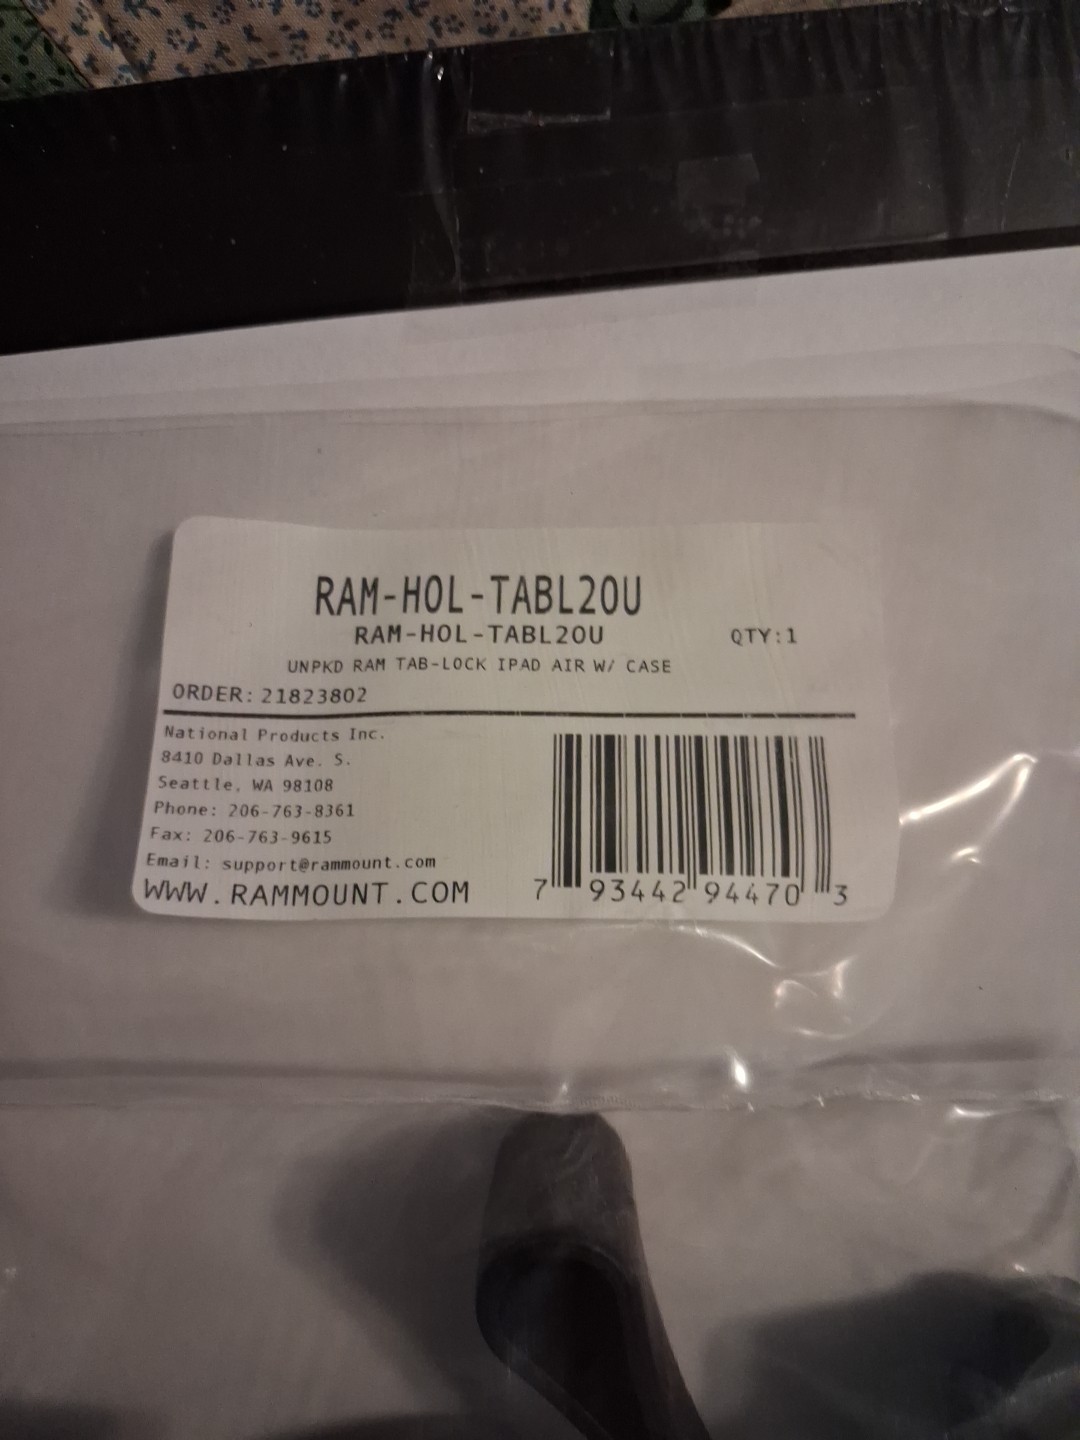 RAM-HOL-TABL20U
RAM-HOL-TABL20U QTY:1
UNPKD RAM TAB-LOCK IPAD AIR W/ CASE
ORDER: 21823802
National Products Inc.
8410 Dallas Ave. S.
Seattle, WA 98108
Phone: 206-763-8361
Fax: 206-763-9615
Email: support@rammount.com
WWW.RAMMOUNT.COM
7 93442 94470 3